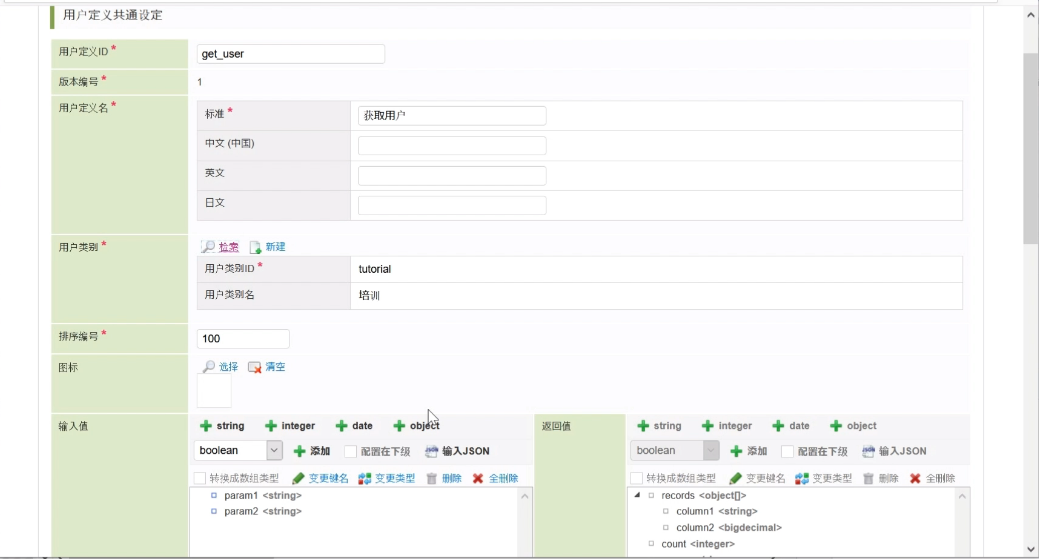 用户定义共通设定
用户定义ID* get_user
版本编号* 1
用户定义名*
标准* 获取用户
中文 (中国)
英文
日文
用户类别* 检索 新建
用户类别ID* tutorial
用户类别名 培训
排序编号* 100
图标 选择 清空
输入值 string integer date object
boolean 添加 配置在下级 输入JSON
转换成数组类型 变更键名 变更类型 删除 全删除
param1 <string>
param2 <string>
返回值 string integer date object
boolean 添加 配置在下级 输入JSON
转换成数组类型 变更键名 变更类型 删除 全删除
records <object[]>
column1 <string>
column2 <bigdecimal>
count <integer>